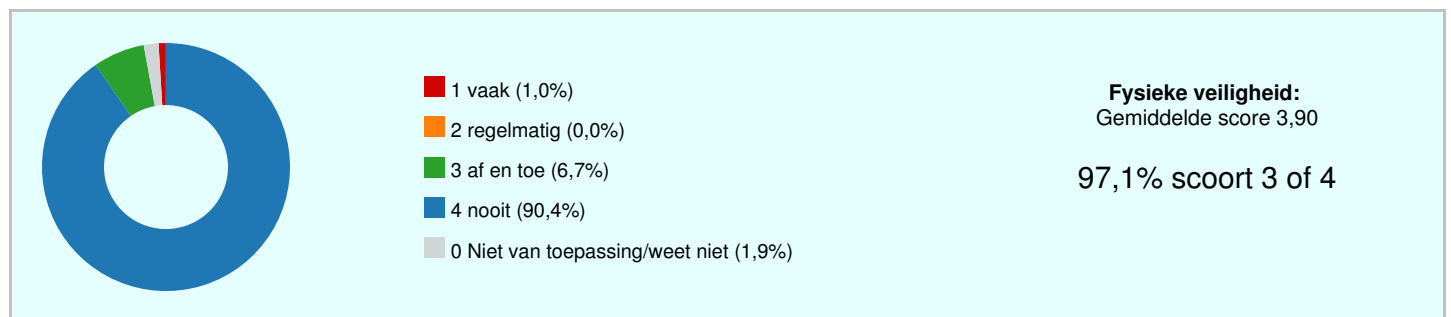 1 vaak (1,0%)
2 regelmatig (0,0%)
3 af en toe (6,7%)
4 nooit (90,4%)
0 Niet van toepassing/weet niet (1,9%)
Fysieke veiligheid:
Gemiddelde score 3,90
97,1% scoort 3 of 4